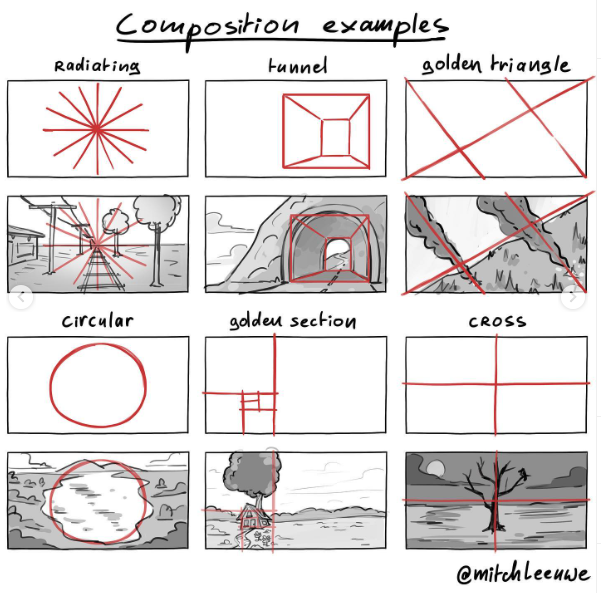 Composition examples
Radiating
tunnel
golden triangle
circular
golden section
CROSS
@mitchleeuwe